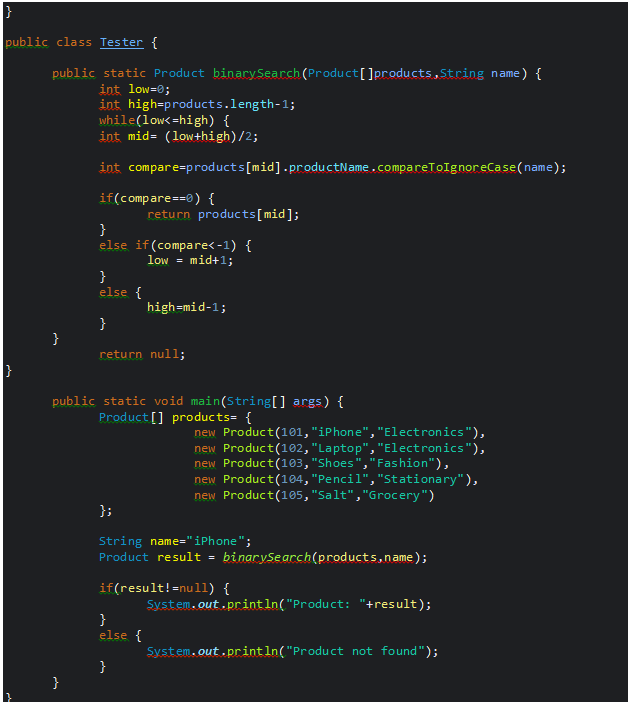 }
public class Tester {
public static Product binarySearch(Product[]products,String name) {
int low=0;
int high=products.length-1;
while(low<=high) {
int mid= (low+high)/2;
int compare=products[mid].productName.compareToIgnoreCase(name);
if(compare==0) {
return products[mid];
}
else if(compare<-1) {
low = mid+1;
}
else {
high=mid-1;
}
}
return null;
}
public static void main(String[] args) {
Product[] products= {
new Product(101,"iPhone","Electronics"),
new Product(102,"Laptop","Electronics"),
new Product(103,"Shoes","Fashion"),
new Product(104,"Pencil","Stationary"),
new Product(105,"Salt","Grocery")
};
String name="iPhone";
Product result = binarySearch(products,name);
if(result!=null) {
System.out.println("Product: "+result);
}
else {
System.out.println("Product not found");
}
}
}